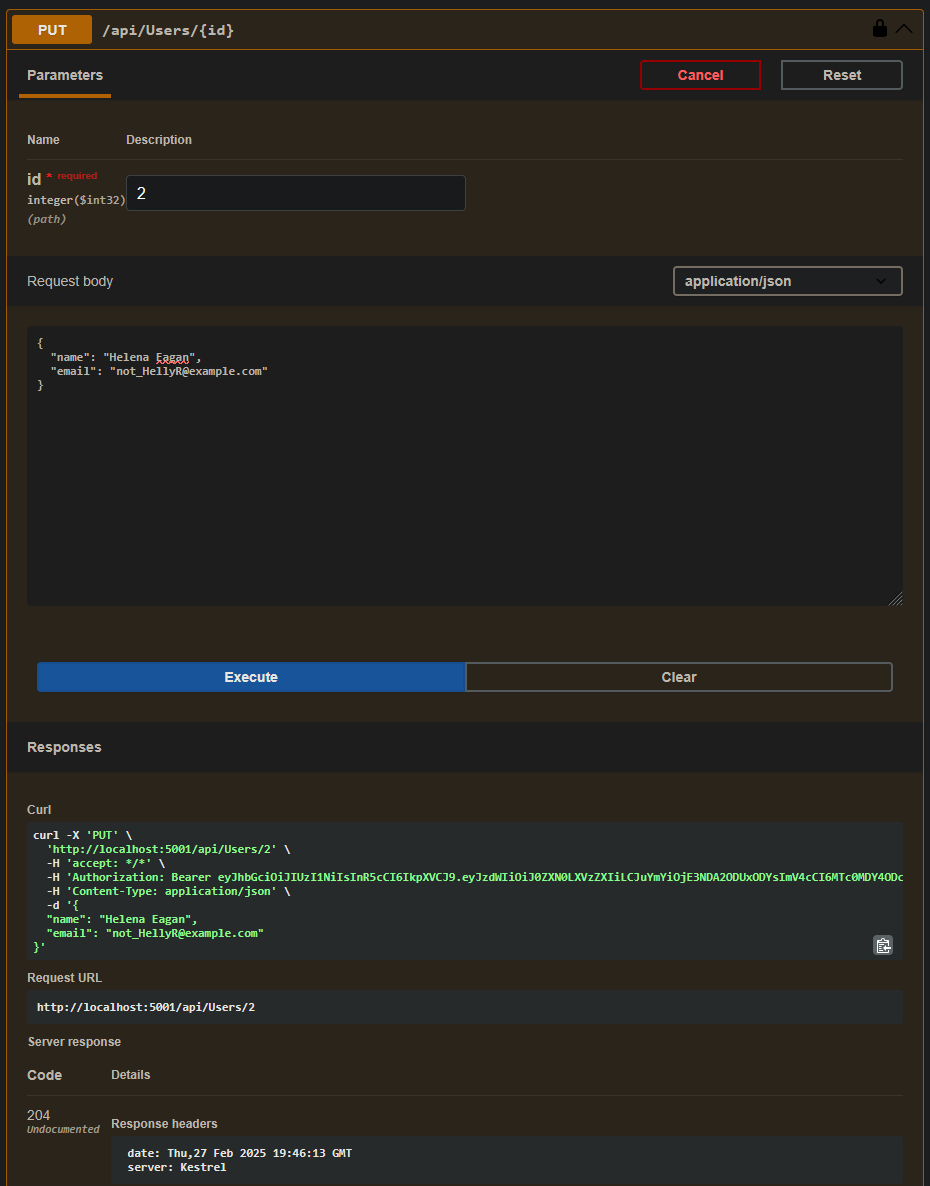 PUT /api/Users/{id}
Parameters Cancel Reset
Name Description
id * required
integer($int32) 2
(path)
Request body application/json
{
"name": "Helena Eagan",
"email": "not_HellyR@example.com"
}
Execute Clear
Responses
Curl
curl -X 'PUT' \
'http://localhost:5001/api/Users/2' \
-H 'accept: */*' \
-H 'Authorization: Bearer eyJhbGciOiJIUzI1NiIsInR5cCI6IkpXVCJ9.eyJzdWIiOiJ0ZXN0LXVzZXIiLCJuYmYiOjE3NDA2ODUxODYsImV4cCI6MTc0MDY4ODc
-H 'Content-Type: application/json' \
-d '{
"name": "Helena Eagan",
"email": "not_HellyR@example.com"
}'
Request URL
http://localhost:5001/api/Users/2
Server response
Code Details
204
Undocumented
Response headers
date: Thu,27 Feb 2025 19:46:13 GMT
server: Kestrel